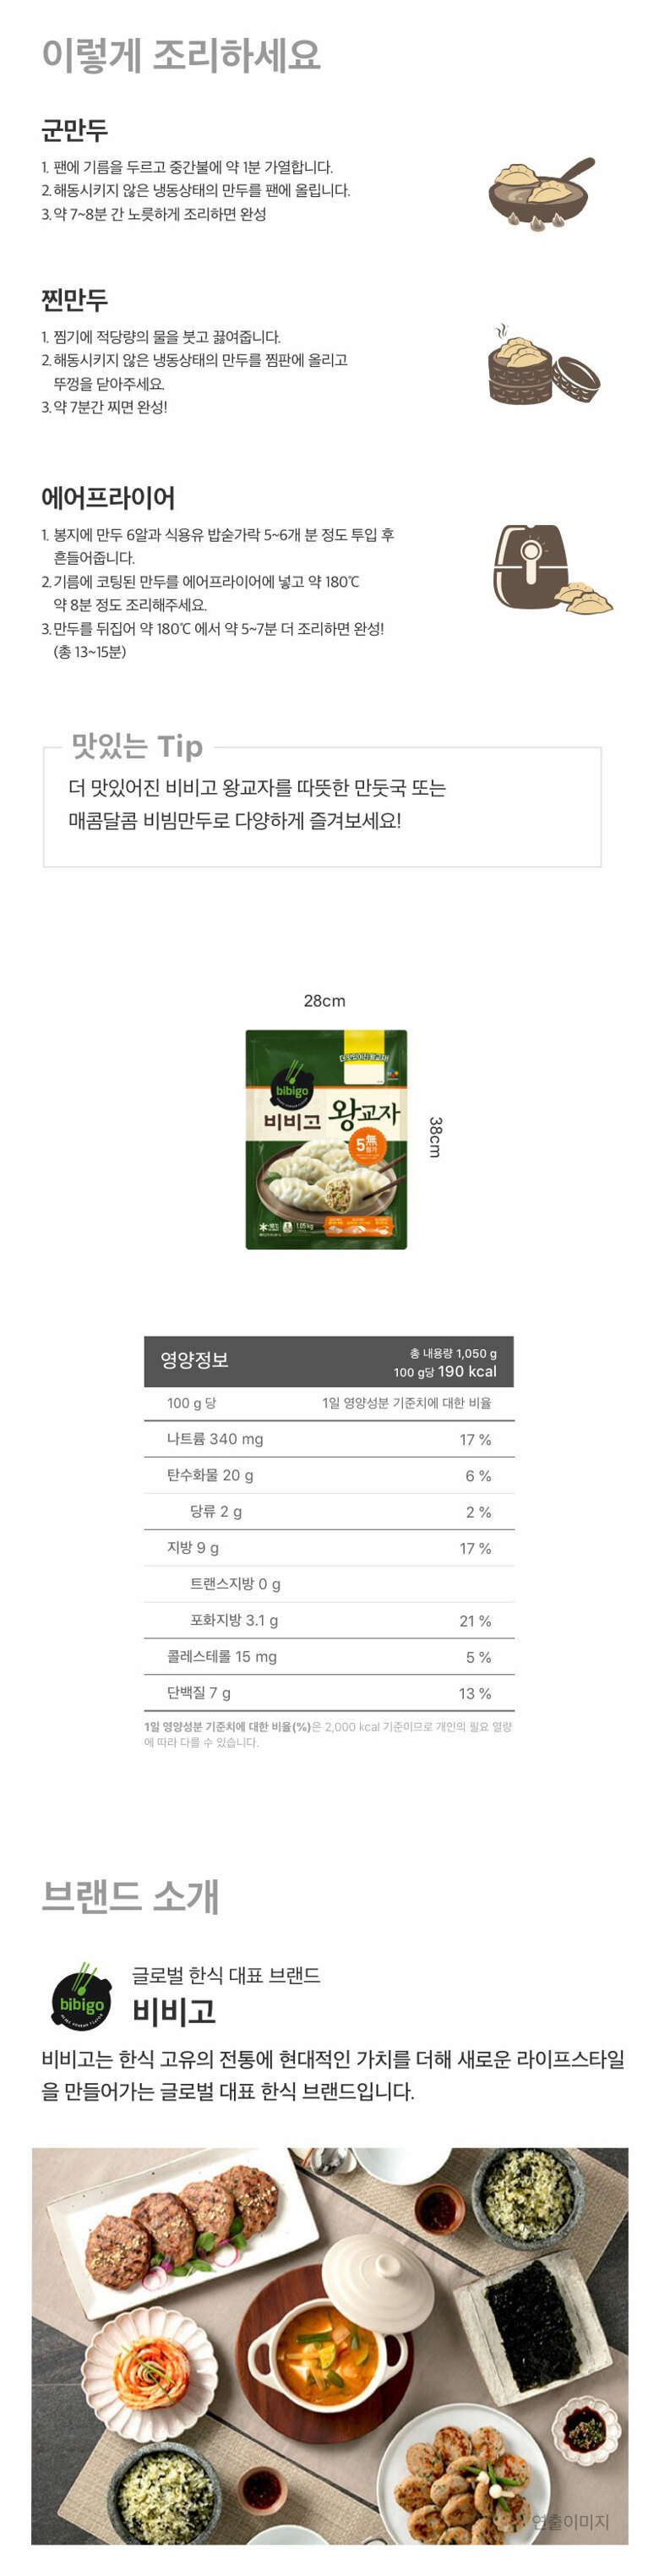 이렇게 조리하세요
군만두
1. 팬에 기름을 두르고 중간불에 약 1분 가열합니다.
2. 해동시키지 않은 냉동상태의 만두를 팬에 올립니다.
3. 약 7~8분 간 노릇하게 조리하면 완성
찐만두
1. 찜기에 적당량의 물을 붓고 끓여줍니다.
2. 해동시키지 않은 냉동상태의 만두를 찜판에 올리고
뚜껑을 닫아주세요.
3. 약 7분간 찌면 완성!
에어프라이어
1. 봉지에 만두 6알과 식용유 밥숟가락 5~6개 분 정도 투입 후
흔들어줍니다.
2. 기름에 코팅된 만두를 에어프라이어에 넣고 약 180℃
약 8분 정도 조리해주세요.
3. 만두를 뒤집어 약 180℃ 에서 약 5~7분 더 조리하면 완성!
(총 13~15분)
맛있는 Tip
더 맛있어진 비비고 왕교자를 따뜻한 만둣국 또는
매콤달콤 비빔만두로 다양하게 즐겨보세요!
28cm
더 맛있어진 왕교자!
bibigo
비비고 왕교자
38cm
5無
첨가
1.05kg
영양정보
총 내용량 1,050 g
100 g당 190 kcal
100 g 당 1일 영양성분 기준치에 대한 비율
나트륨 340 mg 17 %
탄수화물 20 g 6 %
당류 2 g 2 %
지방 9 g 17 %
트랜스지방 0 g
포화지방 3.1 g 21 %
콜레스테롤 15 mg 5 %
단백질 7 g 13 %
1일 영양성분 기준치에 대한 비율(%)은 2,000 kcal 기준이므로 개인의 필요 열량
에 따라 다를 수 있습니다.
브랜드 소개
bibigo
글로벌 한식 대표 브랜드
비비고
비비고는 한식 고유의 전통에 현대적인 가치를 더해 새로운 라이프스타일
을 만들어가는 글로벌 대표 한식 브랜드입니다.
연출이미지